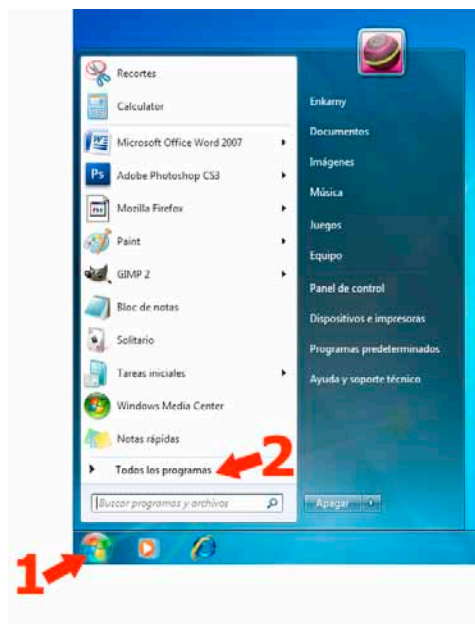 Recortes
Calculator
Microsoft Office Word 2007
Ps Adobe Photoshop CS3
Mozilla Firefox
Paint
GIMP 2
Bloc de notas
Solitario
Tareas iniciales
Windows Media Center
Notas rápidas
Todos los programas 2
Buscar programas y archivos
Enkarny
Documentos
Imágenes
Música
Juegos
Equipo
Panel de control
Dispositivos e impresoras
Programas predeterminados
Ayuda y soporte técnico
Apagar
1